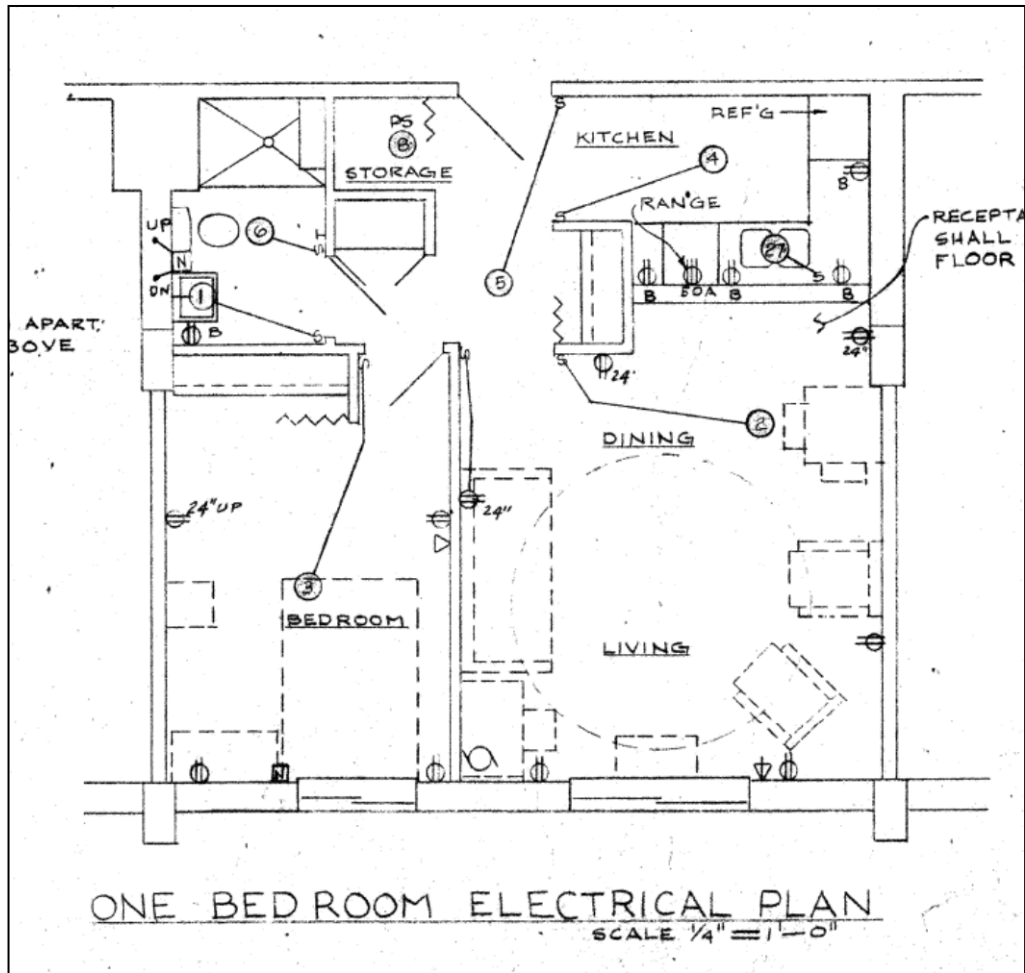 REF'G
PS
8
KITCHEN
STORAGE
4
B
RANGE
6
UP
S
T
RECEPTA
SHALL
FLOOR
N
27
5
DN
1
S
B
50A
B
B
APART.
BOVE
B
S
24"
24"
2
DINING
24" UP
24"
3
BEDROOM
LIVING
N
ONE BEDROOM ELECTRICAL PLAN
SCALE 1/4" = 1'-0"